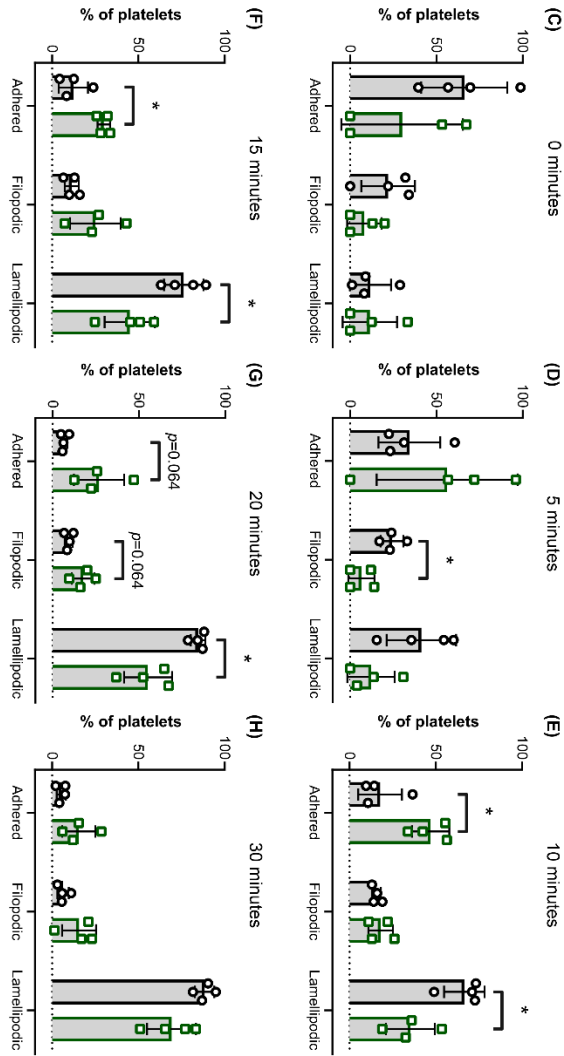 (C)
0 minutes
% of platelets
100
50
0
Adhered
Filopodic
Lamellipodic
(D)
5 minutes
% of platelets
100
50
0
*
Adhered
Filopodic
Lamellipodic
(E)
10 minutes
% of platelets
100
50
0
*
*
Adhered
Filopodic
Lamellipodic
(F)
15 minutes
% of platelets
100
50
0
*
*
Adhered
Filopodic
Lamellipodic
(G)
20 minutes
% of platelets
100
50
0
p=0.064
p=0.064
*
Adhered
Filopodic
Lamellipodic
(H)
30 minutes
% of platelets
100
50
0
Adhered
Filopodic
Lamellipodic